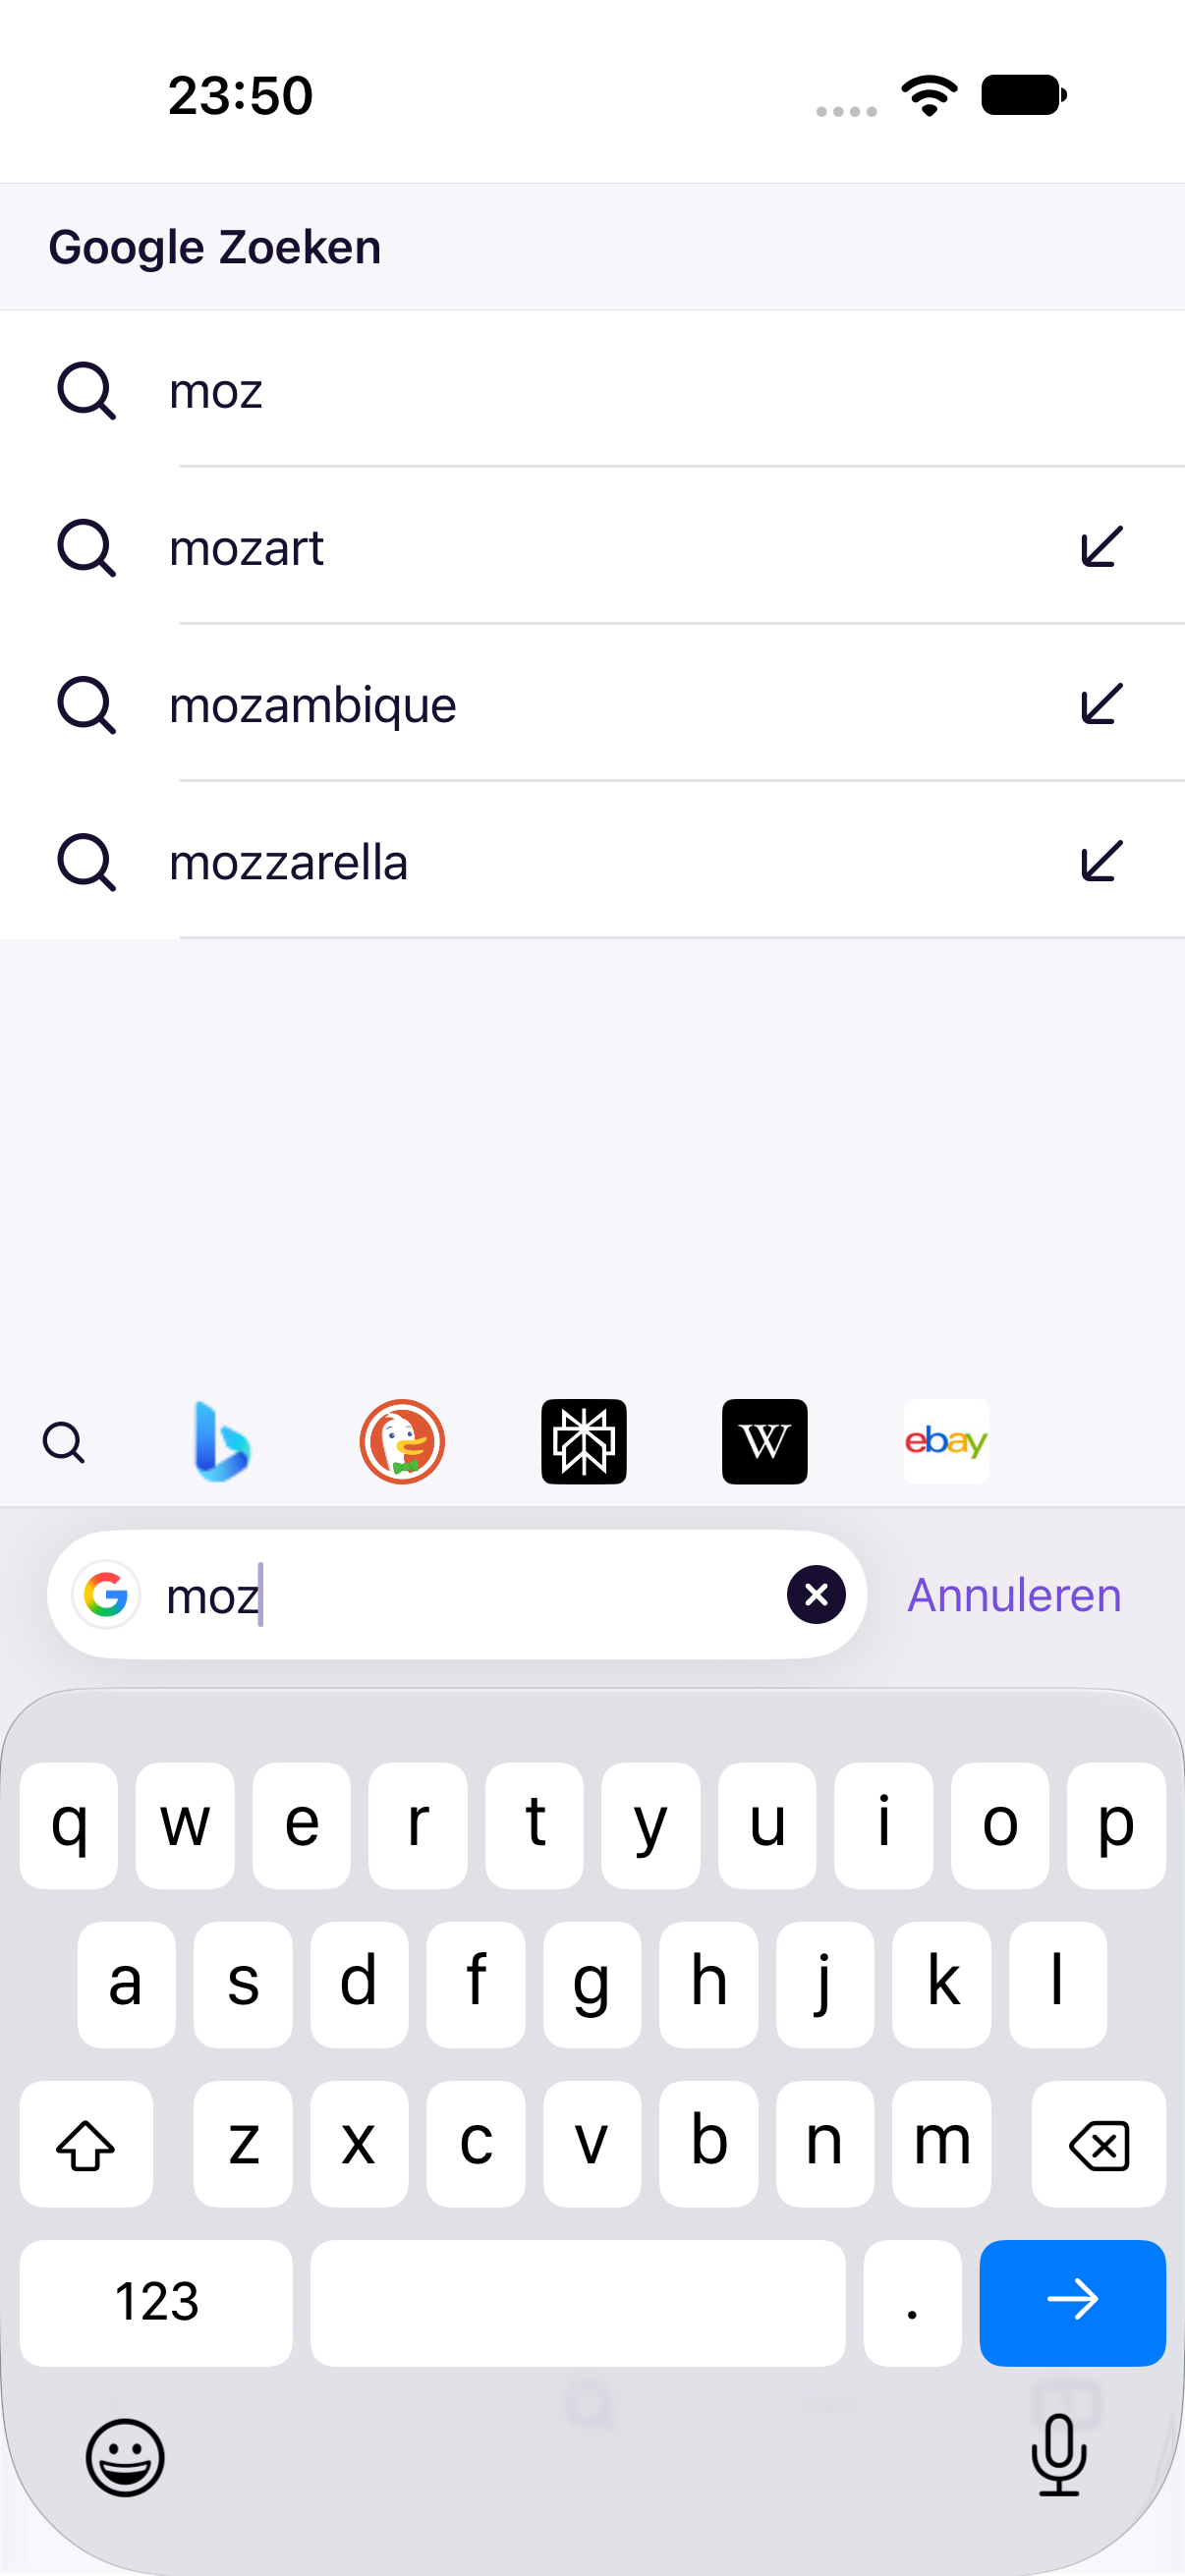 23:50
Google Zoeken
moz
mozart
mozambique
mozzarella
W
ebay
moz
Annuleren
q w e r t y u i o p
a s d f g h j k l
z x c v b n m
123 .